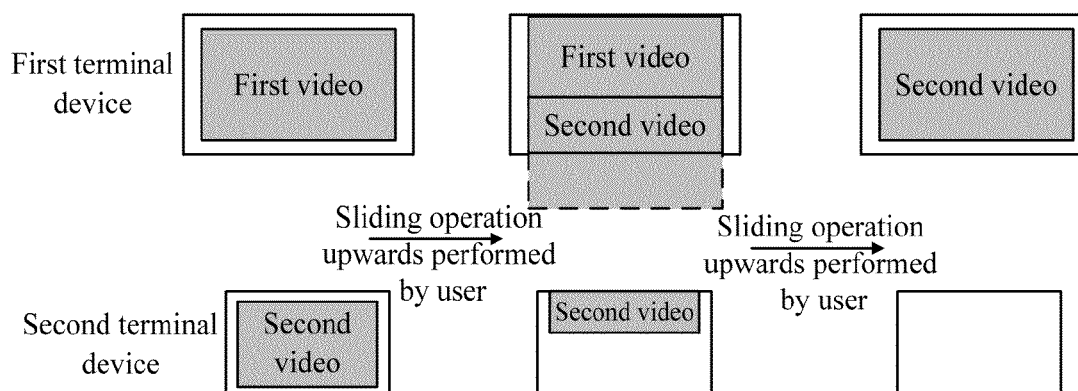 First terminal
device
First video
First video
Second video
Second video
Sliding operation
upwards performed
by user
Sliding operation
upwards performed
by user
Second terminal
device
Second
video
Second video